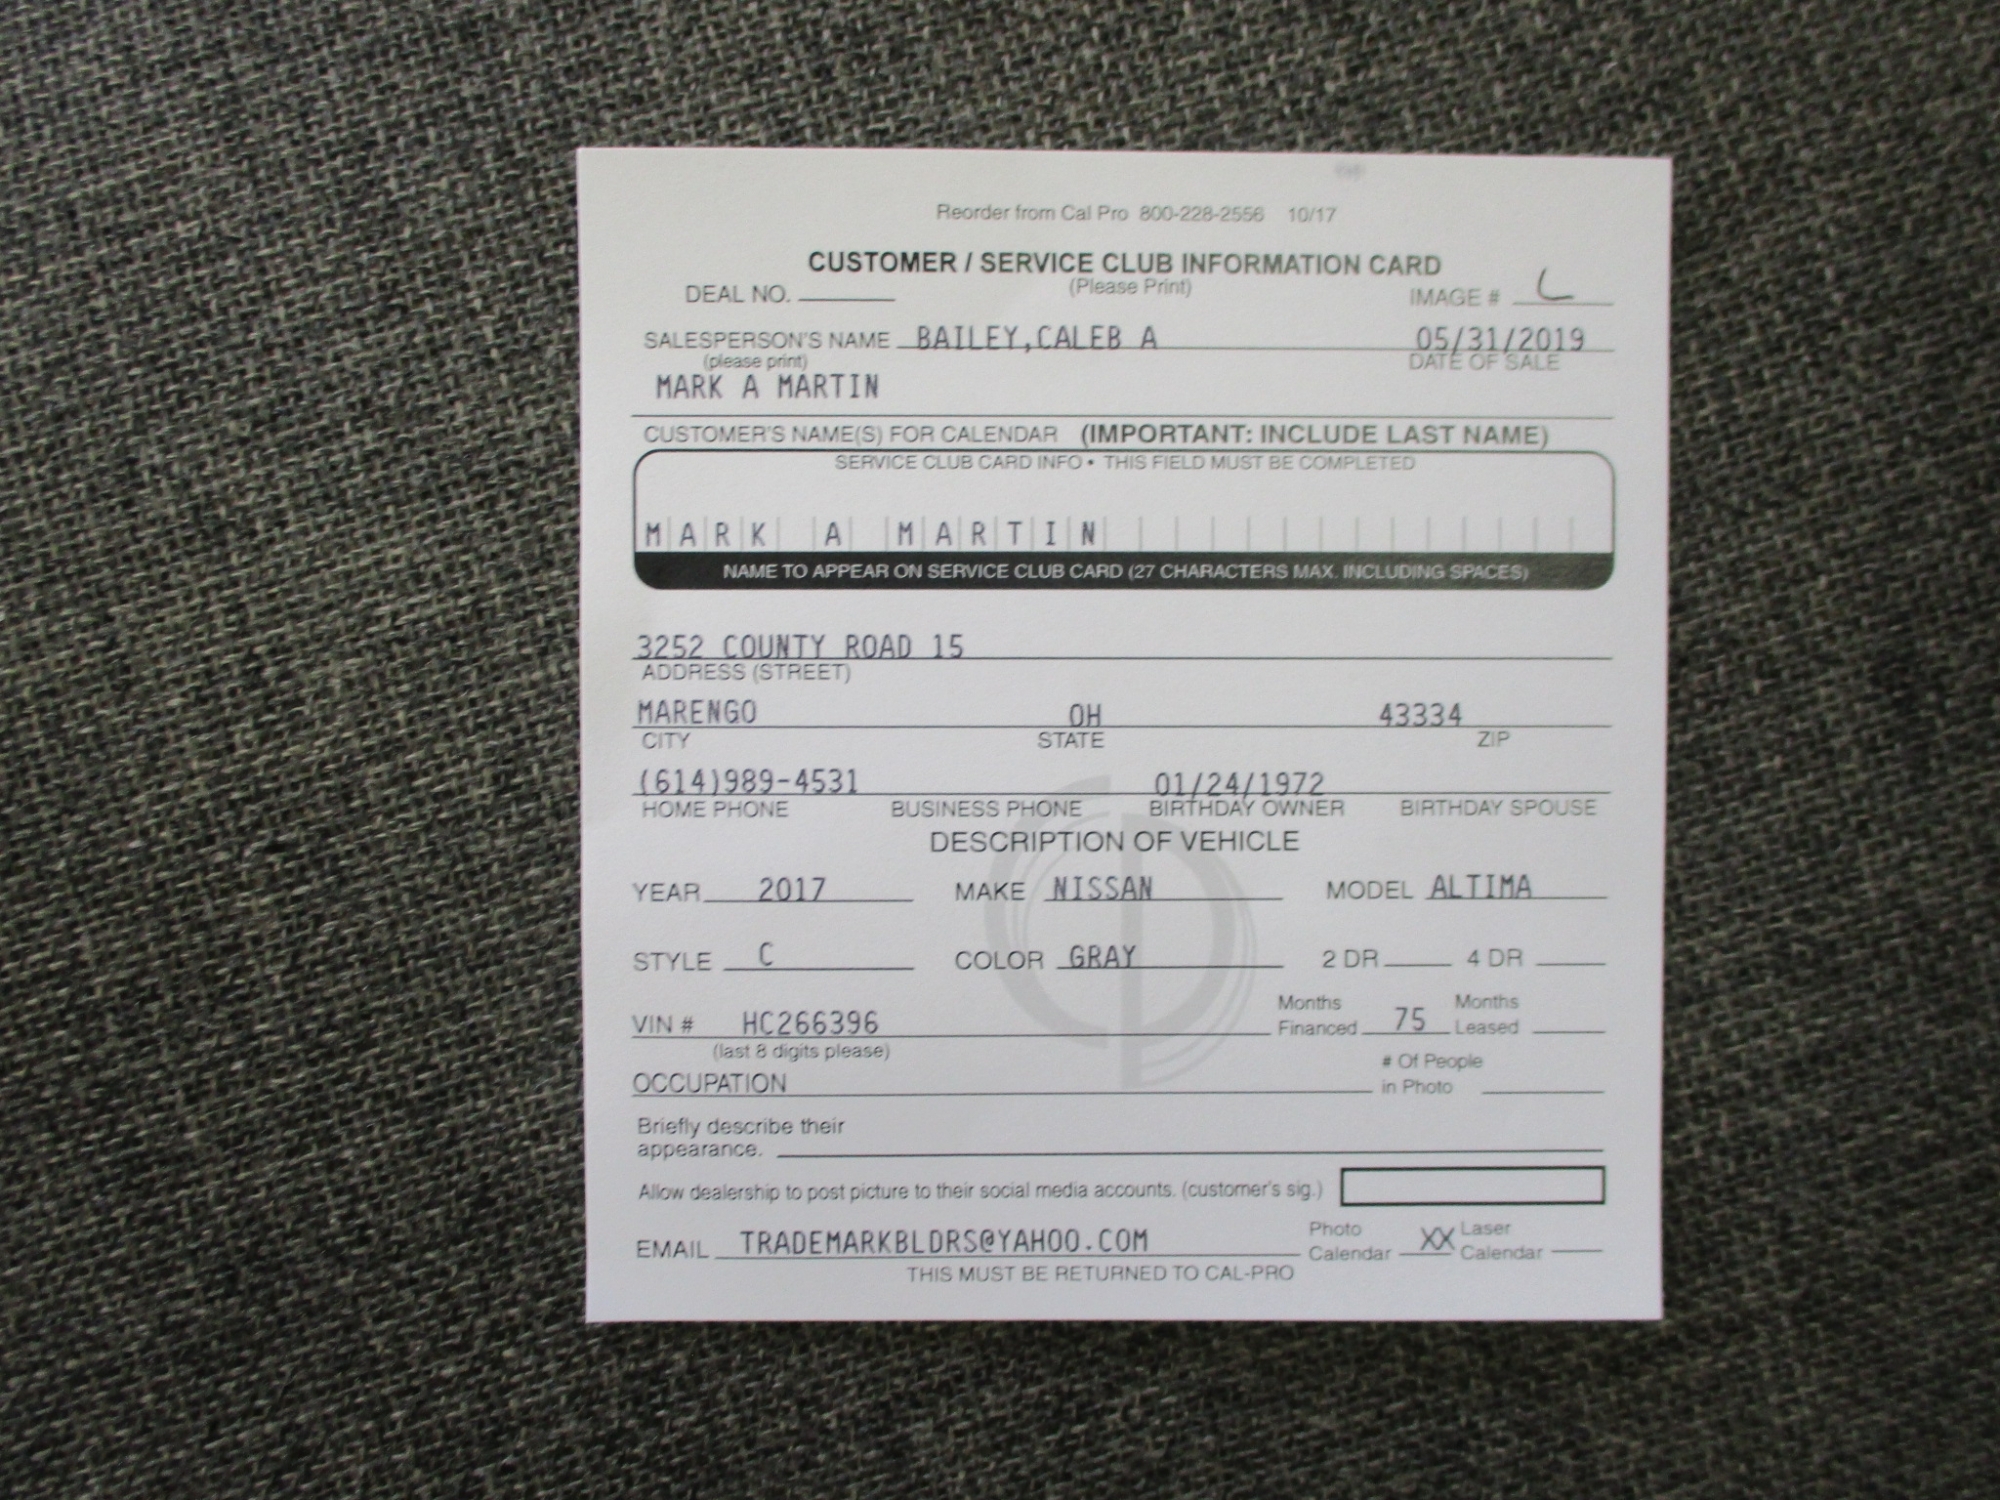 Reorder from Cal Pro 800-228-2556 10/17
CUSTOMER / SERVICE CLUB INFORMATION CARD
(Please Print)
DEAL NO.
IMAGE # L
SALESPERSON'S NAME BAILEY,CALEB A 05/31/2019
(please print) DATE OF SALE
MARK A MARTIN
CUSTOMER'S NAME(S) FOR CALENDAR (IMPORTANT: INCLUDE LAST NAME)
SERVICE CLUB CARD INFO • THIS FIELD MUST BE COMPLETED
MARK A MARTIN
NAME TO APPEAR ON SERVICE CLUB CARD (27 CHARACTERS MAX. INCLUDING SPACES)
3252 COUNTY ROAD 15
ADDRESS (STREET)
MARENGO OH 43334
CITY STATE ZIP
(614)989-4531 01/24/1972
HOME PHONE BUSINESS PHONE BIRTHDAY OWNER BIRTHDAY SPOUSE
DESCRIPTION OF VEHICLE
YEAR 2017 MAKE NISSAN MODEL ALTIMA
STYLE C COLOR GRAY 2 DR 4 DR
VIN # HC266396 Months Financed 75 Months Leased
(last 8 digits please)
OCCUPATION # Of People in Photo
Briefly describe their
appearance.
Allow dealership to post picture to their social media accounts. (customer's sig.)
EMAIL TRADEMARKBLDRS@YAHOO.COM Photo Calendar XX Laser Calendar
THIS MUST BE RETURNED TO CAL-PRO